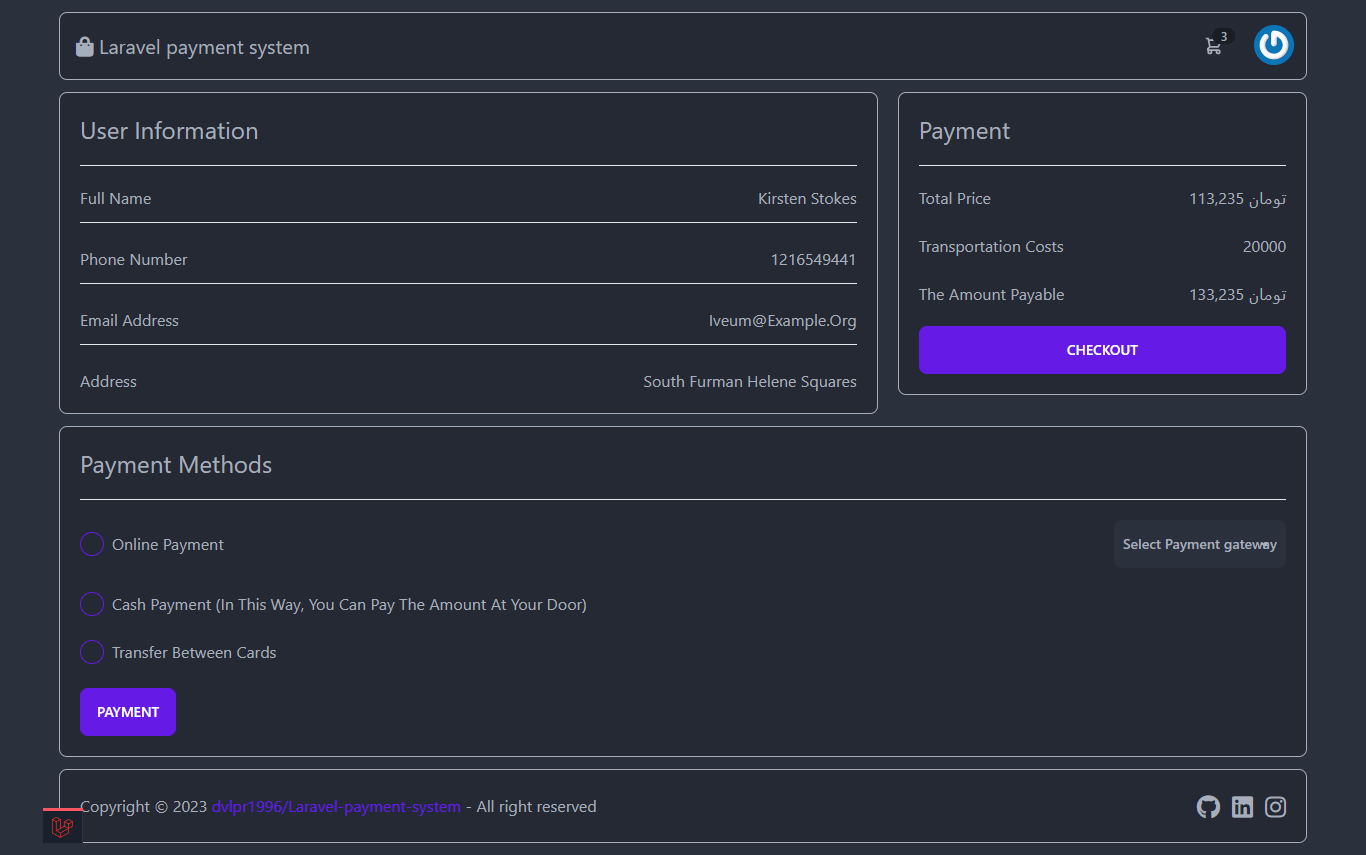 Laravel payment system
3
User Information
Full Name Kirsten Stokes
Phone Number 1216549441
Email Address Iveum@Example.Org
Address South Furman Helene Squares
Payment
Total Price 113,235 تومان
Transportation Costs 20000
The Amount Payable 133,235 تومان
CHECKOUT
Payment Methods
Online Payment Select Payment gateway
Cash Payment (In This Way, You Can Pay The Amount At Your Door)
Transfer Between Cards
PAYMENT
Copyright © 2023 dvlpr1996/Laravel-payment-system - All right reserved